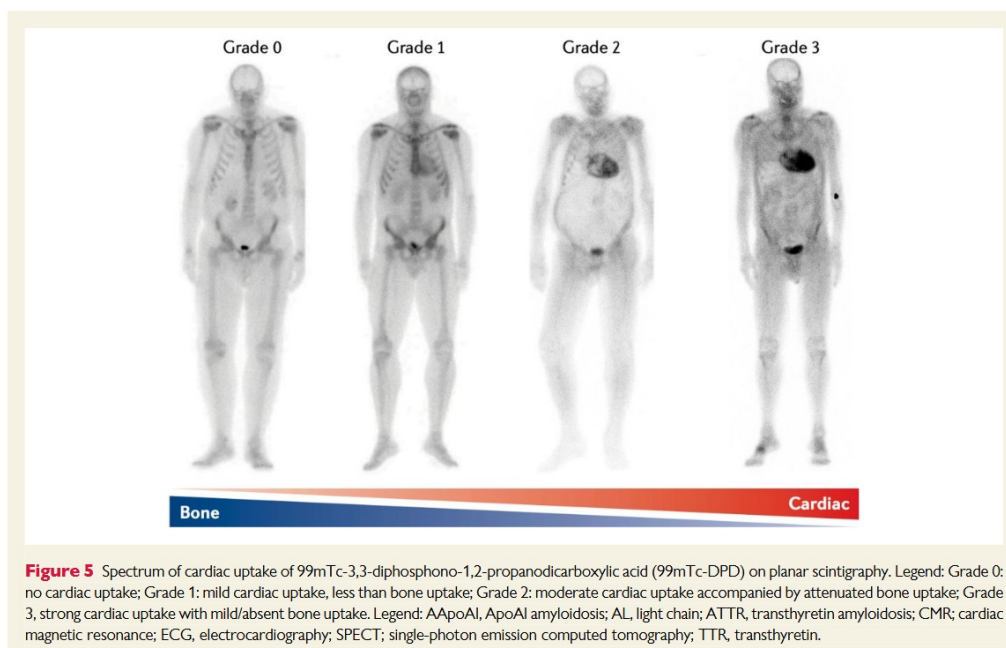 Grade 0 Grade 1 Grade 2 Grade 3
Bone
Cardiac
Figure 5 Spectrum of cardiac uptake of 99mTc-3,3-diphosphono-1,2-propanodicarboxylic acid (99mTc-DPD) on planar scintigraphy. Legend: Grade 0:
no cardiac uptake; Grade 1: mild cardiac uptake, less than bone uptake; Grade 2: moderate cardiac uptake accompanied by attenuated bone uptake; Grade
3, strong cardiac uptake with mild/absent bone uptake. Legend: AApoAI, ApoAI amyloidosis; AL, light chain; ATTR, transthyretin amyloidosis; CMR; cardiac
magnetic resonance; ECG, electrocardiography; SPECT; single-photon emission computed tomography; TTR, transthyretin.